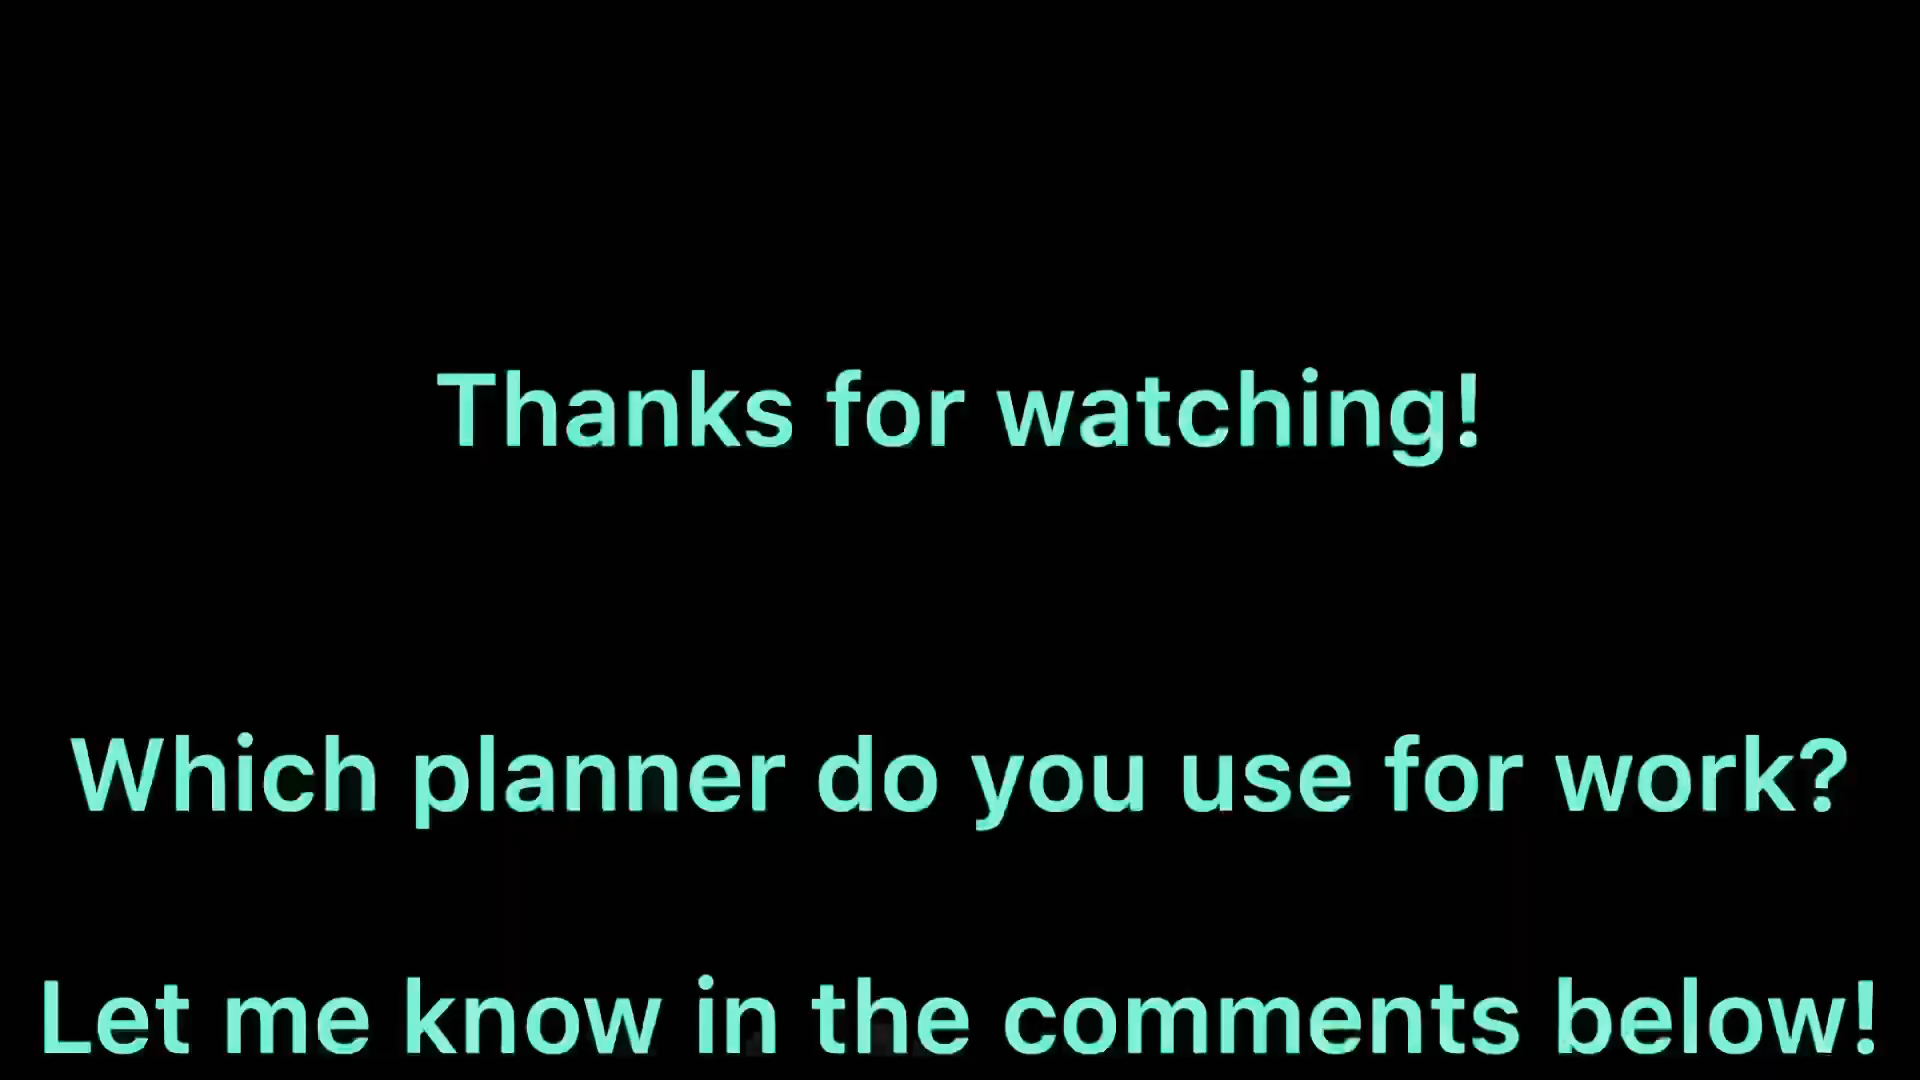 Thanks for watching!
Which planner do you use for work?
Let me know in the comments below!